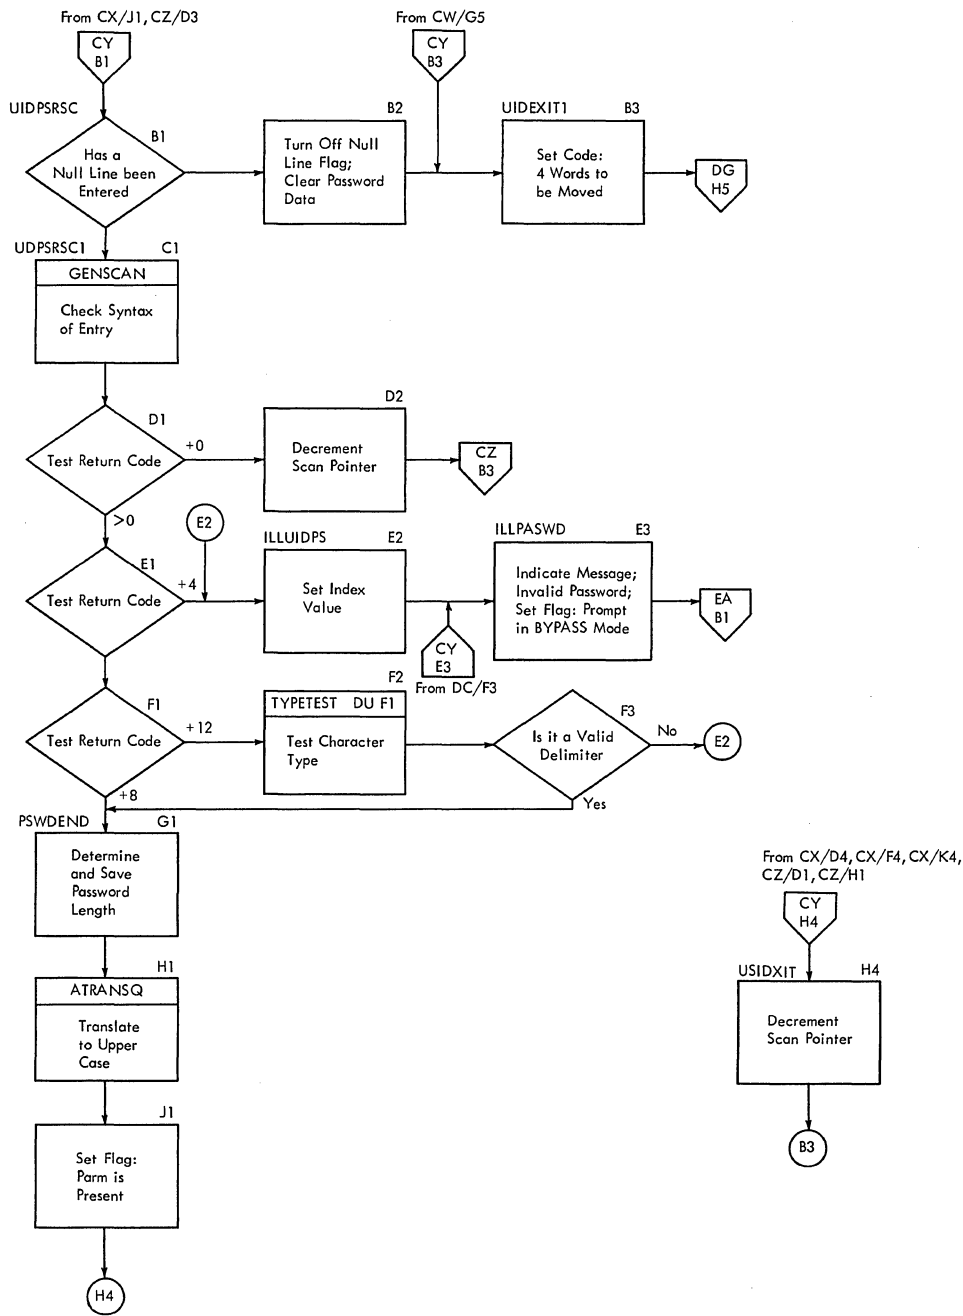 From CX/J1, CZ/D3
CY
B1
From CW/G5
CY
B3
UIDPSRSC
B1
Has a
Null Line been
Entered
B2
Turn Off Null
Line Flag;
Clear Password
Data
UIDEXIT1
B3
Set Code:
4 Words to
be Moved
DG
H5
UDPSRSC1
C1
GENSCAN
Check Syntax
of Entry
D1
Test Return Code
+0
D2
Decrement
Scan Pointer
CZ
B3
>0
E2
E1
Test Return Code
+4
ILLUIDPS
E2
Set Index
Value
ILLPASWD
E3
Indicate Message;
Invalid Password;
Set Flag: Prompt
in BYPASS Mode
EA
B1
CY
E3
From DC/F3
F1
Test Return Code
+12
F2
TYPETEST DU F1
Test Character
Type
F3
Is it a Valid
Delimiter
No
E2
+8
Yes
PSWDEND
G1
Determine
and Save
Password
Length
H1
ATRANSQ
Translate
to Upper
Case
J1
Set Flag:
Parm is
Present
H4
From CX/D4, CX/F4, CX/K4,
CZ/D1, CZ/H1
CY
H4
USIDXIT
H4
Decrement
Scan Pointer
B3